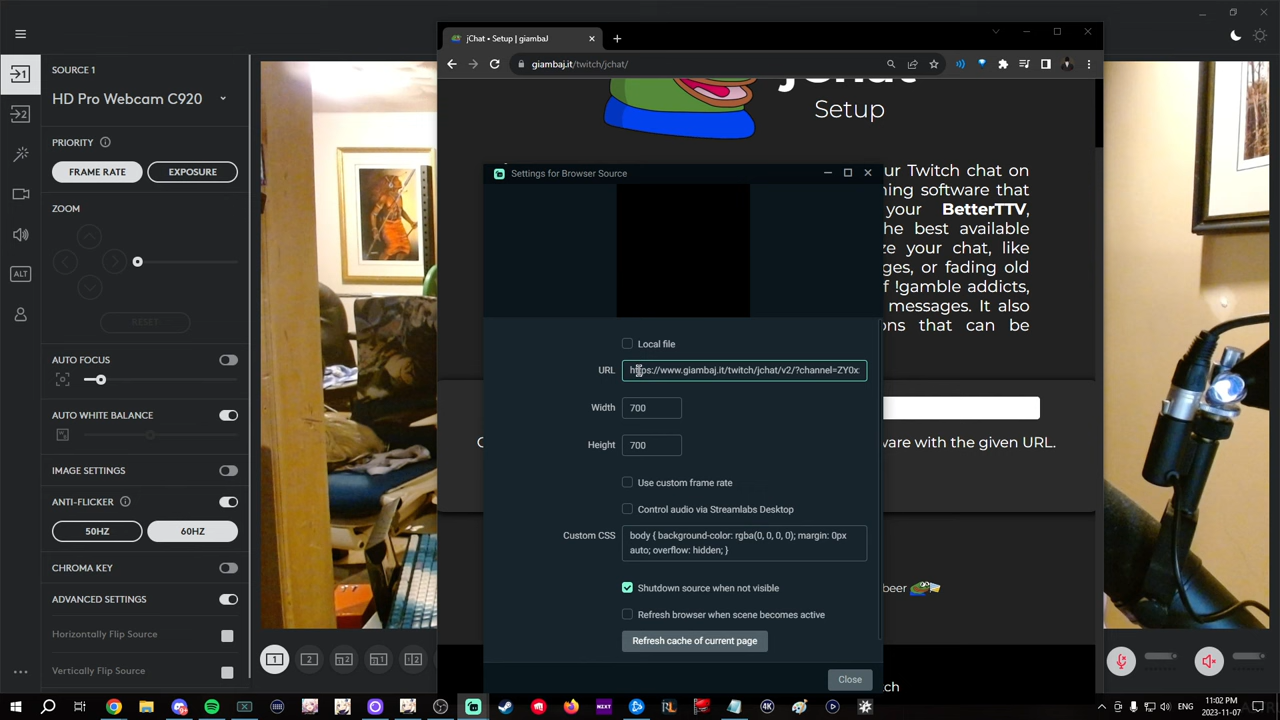 SOURCE 1
HD Pro Webcam C920
PRIORITY
FRAME RATE
EXPOSURE
ZOOM
RESET
AUTO FOCUS
AUTO WHITE BALANCE
IMAGE SETTINGS
ANTI-FLICKER
50HZ
60HZ
CHROMA KEY
ADVANCED SETTINGS
Horizontally Flip Source
Vertically Flip Source
ALT
1
2
jChat • Setup | giambaJ
giambaj.it/twitch/jchat/
jChat
Setup
ur Twitch chat on
ning software that
your BetterTTV,
he best available
ze your chat, like
ges, or fading old
f !gamble addicts,
messages. It also
ons that can be
ware with the given URL.
beer
Settings for Browser Source
Local file
URL
https://www.giambaj.it/twitch/jchat/v2/?channel=ZY0x
Width
700
Height
700
Use custom frame rate
Control audio via Streamlabs Desktop
Custom CSS
body { background-color: rgba(0, 0, 0, 0); margin: 0px
auto; overflow: hidden; }
Shutdown source when not visible
Refresh browser when scene becomes active
Refresh cache of current page
Close
NZXT
4K
11:02 PM
2023-11-07